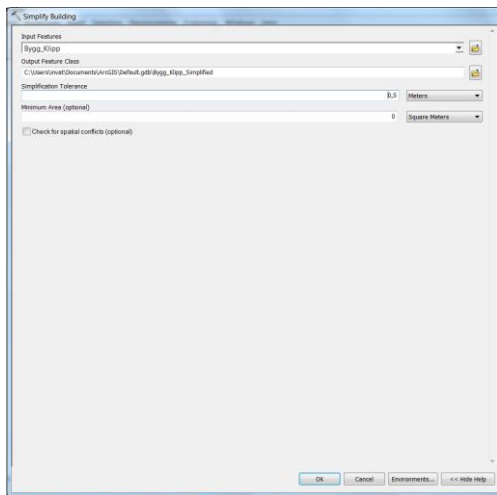 Simplify Building
Input Features
Bygg_Klipp
Output Feature Class
C:\Users\nvat\Documents\ArcGIS\Default.gdb\Bygg_Klipp_Simplified
Simplification Tolerance
0,5 Meters
Minimum Area (optional)
0 Square Meters
Check for spatial conflicts (optional)
OK Cancel Environments... << Hide Help